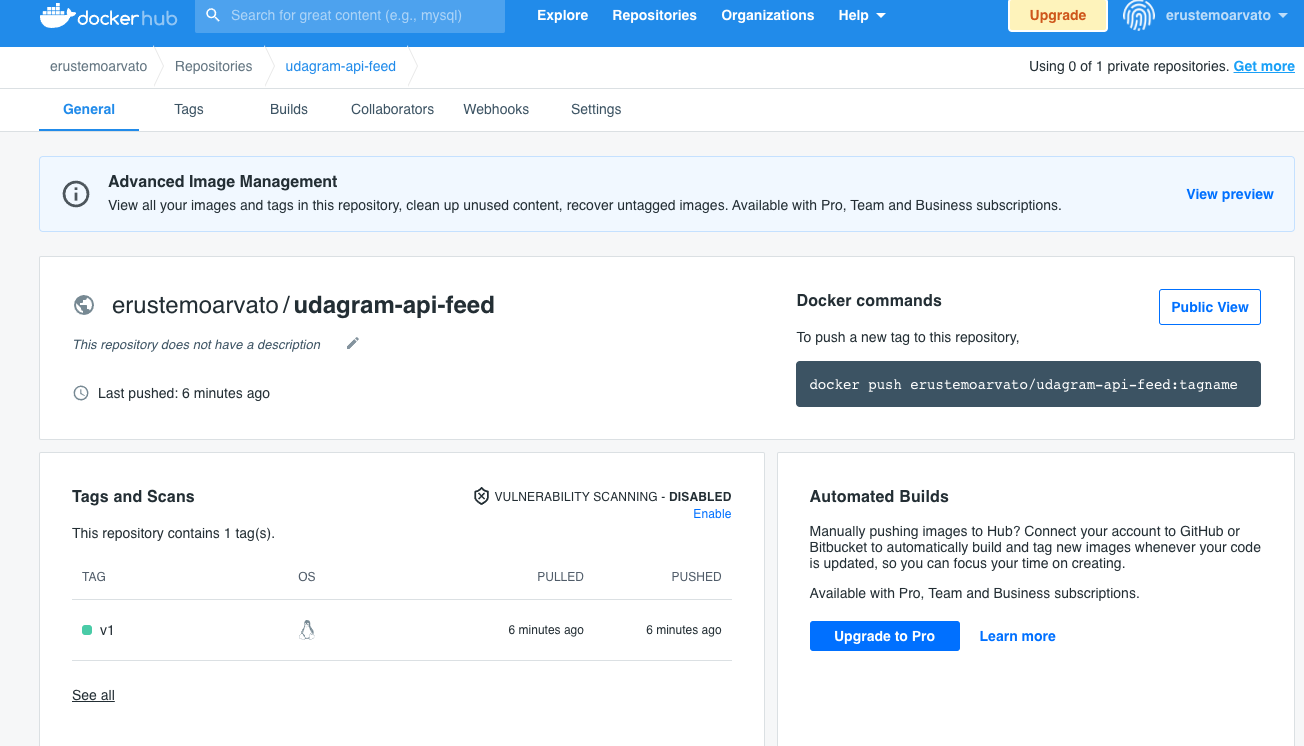 dockerhub Search for great content (e.g., mysql) Explore Repositories Organizations Help Upgrade erustemoarvato
erustemoarvato Repositories udagram-api-feed Using 0 of 1 private repositories. Get more
General Tags Builds Collaborators Webhooks Settings
Advanced Image Management
View all your images and tags in this repository, clean up unused content, recover untagged images. Available with Pro, Team and Business subscriptions.
View preview
erustemoarvato / udagram-api-feed
This repository does not have a description
Last pushed: 6 minutes ago
Docker commands
Public View
To push a new tag to this repository,
docker push erustemoarvato/udagram-api-feed:tagname
Tags and Scans
VULNERABILITY SCANNING - DISABLED
Enable
This repository contains 1 tag(s).
TAG OS PULLED PUSHED
v1 6 minutes ago 6 minutes ago
See all
Automated Builds
Manually pushing images to Hub? Connect your account to GitHub or
Bitbucket to automatically build and tag new images whenever your code
is updated, so you can focus your time on creating.
Available with Pro, Team and Business subscriptions.
Upgrade to Pro Learn more